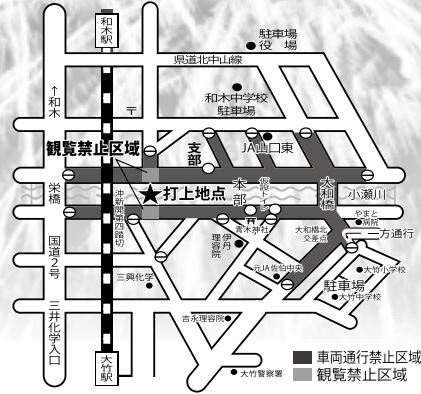 和木駅
駐車場
役場
県道北中山線
↑和木
和木中学校
駐車場
〒
観覧禁止区域
支部
JA山口東
栄橋
沖新開第四踏切
打上地点
本部
仮設トイレ
大和橋
小瀬川
やまと
病院
一方通行
国道2号
理容院
伊丹
青木神社
大和橋北
交差点
三興化学
元JA佐伯中央
大竹小学校
駐車場
大竹中学校
三井化学入口
吉永理容院
大竹駅
大竹警察署
車両通行禁止区域
観覧禁止区域